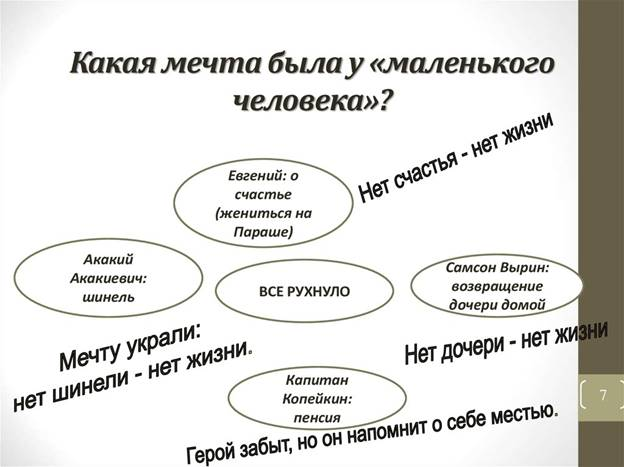 Какая мечта была у «маленького
человека»?
Нет счастья - нет жизни
Евгений: о
счастье
(жениться на
Параше)
Акакий
Акакиевич:
шинель
ВСЕ РУХНУЛО
Самсон Вырин:
возвращение
дочери домой
Мечту украли:
нет шинели - нет жизни.
Нет дочери - нет жизни
Капитан
Копейкин:
пенсия
7
Герой забыт, но он напомнит о себе местью.